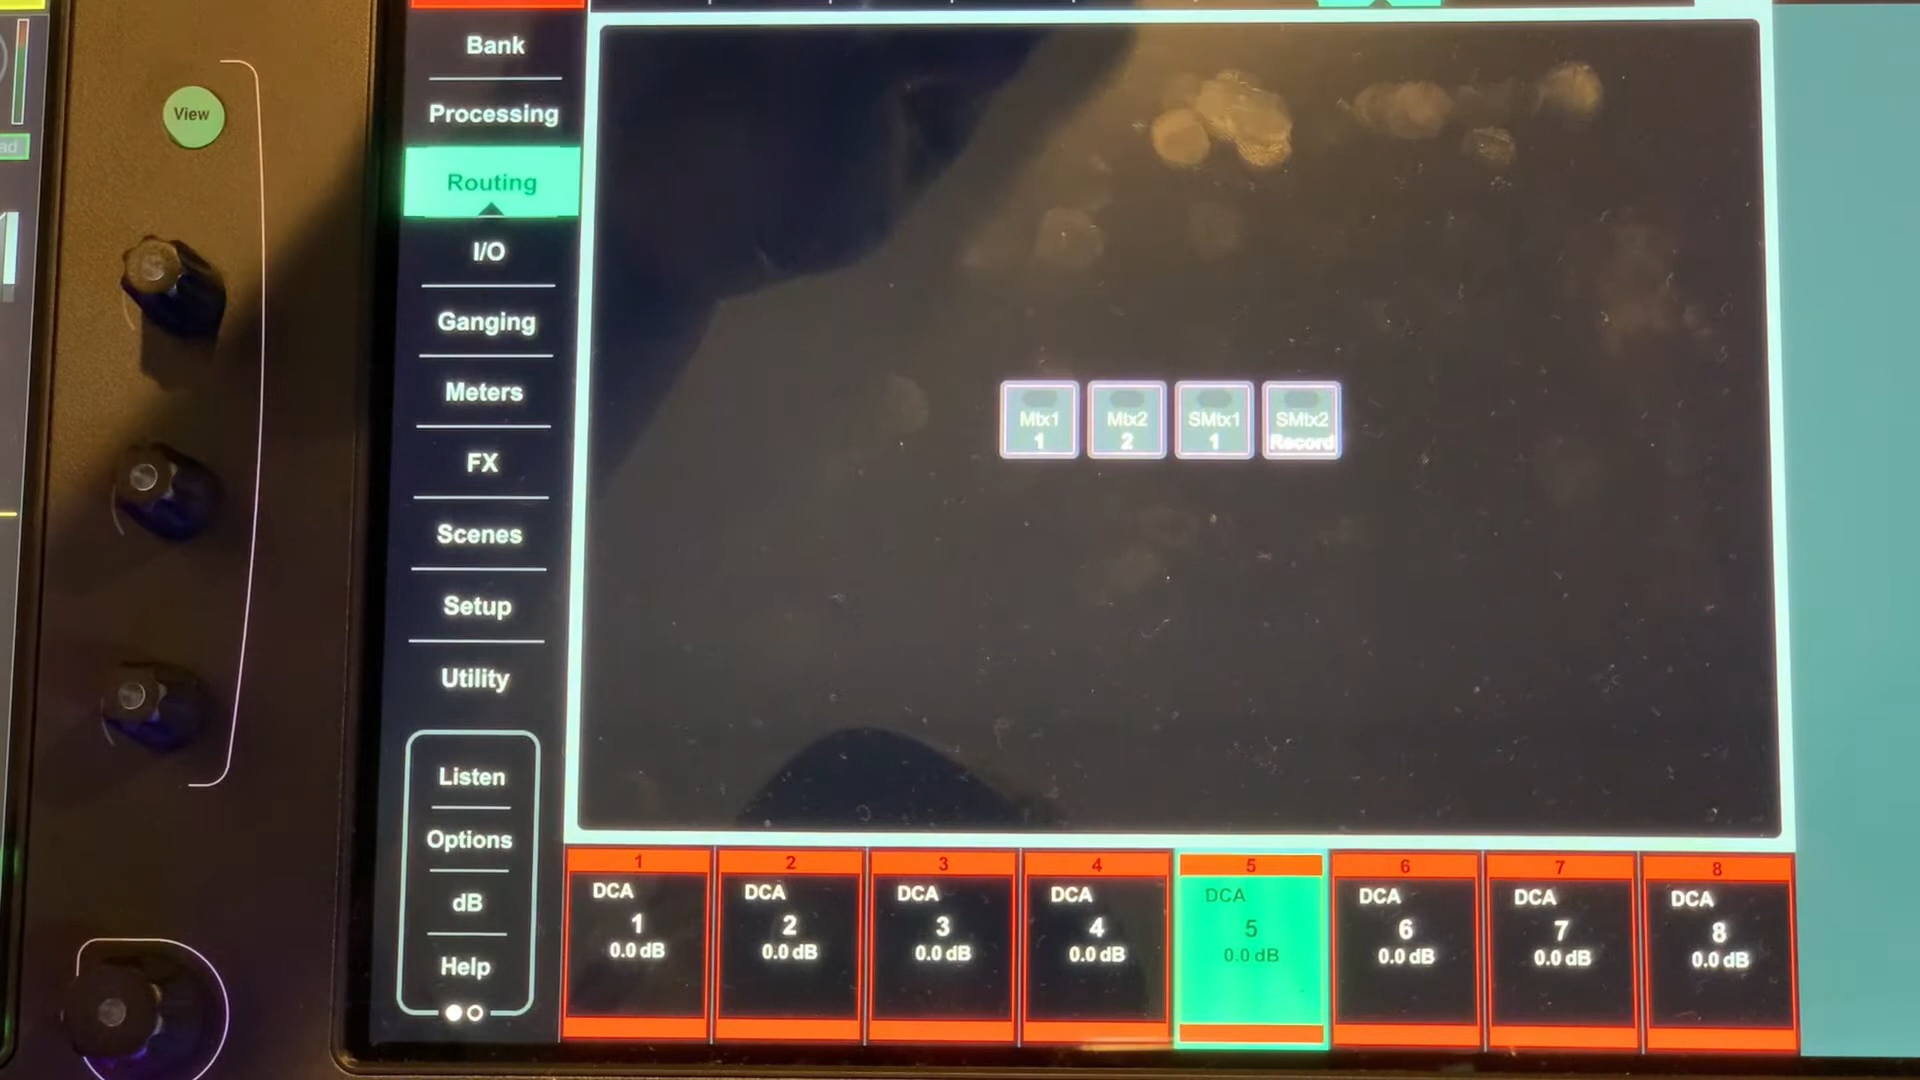 View
ad
Bank
Processing
Routing
I/O
Ganging
Meters
FX
Scenes
Setup
Utility
Listen
Options
dB
Help
Mtx1
1
Mtx2
2
SMtx1
1
SMtx2
Record
1
DCA
1
0.0 dB
2
DCA
2
0.0 dB
3
DCA
3
0.0 dB
4
DCA
4
0.0 dB
5
DCA
5
0.0 dB
6
DCA
6
0.0 dB
7
DCA
7
0.0 dB
8
DCA
8
0.0 dB